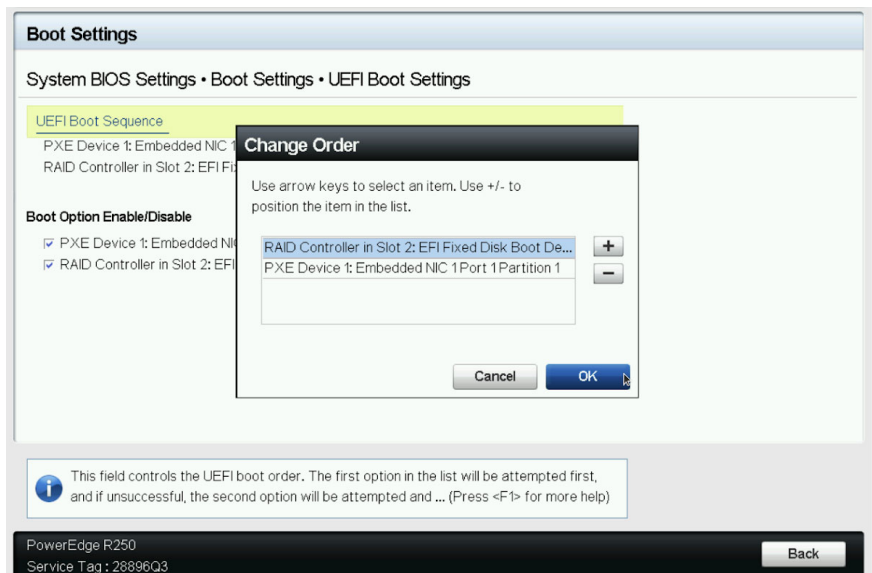 Boot Settings
System BIOS Settings • Boot Settings • UEFI Boot Settings
UEFI Boot Sequence
PXE Device 1: Embedded NIC 1
RAID Controller in Slot 2: EFI Fi
Boot Option Enable/Disable
PXE Device 1: Embedded NI
RAID Controller in Slot 2: EFI
Change Order
Use arrow keys to select an item. Use +/- to
position the item in the list.
RAID Controller in Slot 2: EFI Fixed Disk Boot De...
PXE Device 1: Embedded NIC 1 Port 1 Partition 1
+
-
Cancel
OK
This field controls the UEFI boot order. The first option in the list will be attempted first,
and if unsuccessful, the second option will be attempted and ... (Press <F1> for more help)
PowerEdge R250
Service Tag : 28896Q3
Back